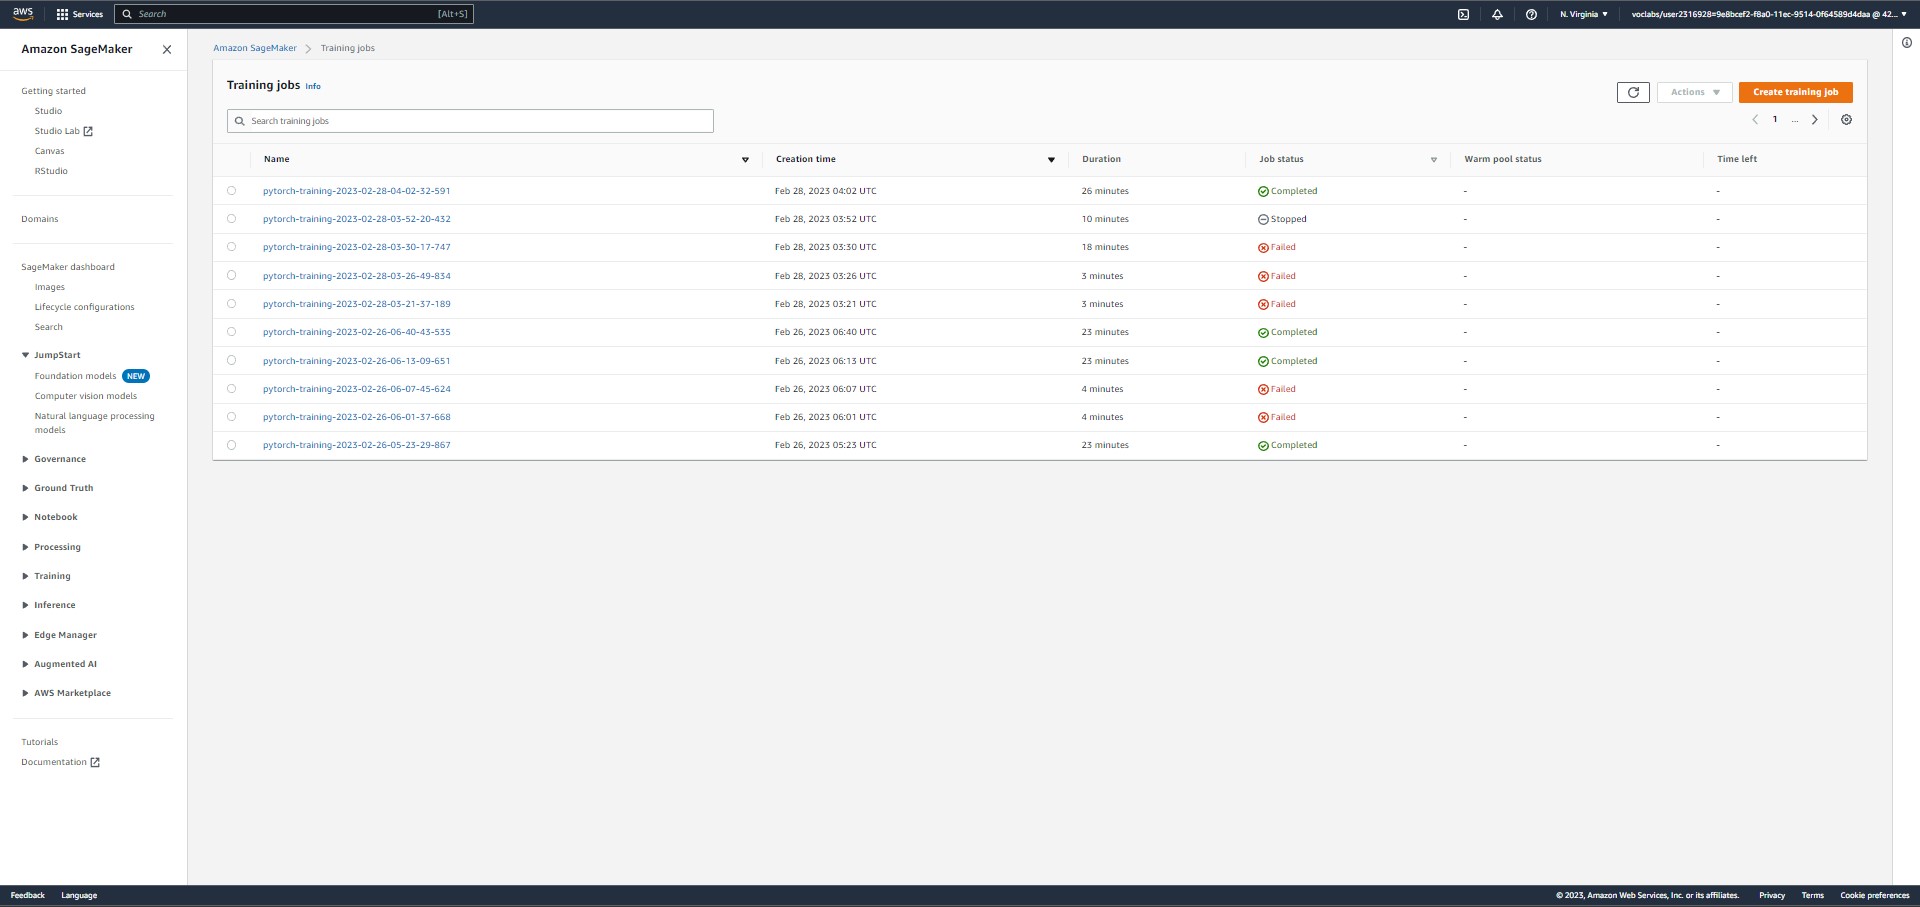 aws Services Search [Alt+S] N. Virginia voclabs/user2316928=9e8bcef2-f8a0-11ec-9514-0f64589d4daa @ 42...
Amazon SageMaker
Getting started
Studio
Studio Lab
Canvas
RStudio
Domains
SageMaker dashboard
Images
Lifecycle configurations
Search
JumpStart
Foundation models NEW
Computer vision models
Natural language processing
models
Governance
Ground Truth
Notebook
Processing
Training
Inference
Edge Manager
Augmented AI
AWS Marketplace
Tutorials
Documentation
Amazon SageMaker Training jobs
Training jobs Info
Actions Create training job
Search training jobs
1 ...
Name Creation time Duration Job status Warm pool status Time left
pytorch-training-2023-02-28-04-02-32-591 Feb 28, 2023 04:02 UTC 26 minutes Completed - -
pytorch-training-2023-02-28-03-52-20-432 Feb 28, 2023 03:52 UTC 10 minutes Stopped - -
pytorch-training-2023-02-28-03-30-17-747 Feb 28, 2023 03:30 UTC 18 minutes Failed - -
pytorch-training-2023-02-28-03-26-49-834 Feb 28, 2023 03:26 UTC 3 minutes Failed - -
pytorch-training-2023-02-28-03-21-37-189 Feb 28, 2023 03:21 UTC 3 minutes Failed - -
pytorch-training-2023-02-26-06-40-43-535 Feb 26, 2023 06:40 UTC 23 minutes Completed - -
pytorch-training-2023-02-26-06-13-09-651 Feb 26, 2023 06:13 UTC 23 minutes Completed - -
pytorch-training-2023-02-26-06-07-45-624 Feb 26, 2023 06:07 UTC 4 minutes Failed - -
pytorch-training-2023-02-26-06-01-37-668 Feb 26, 2023 06:01 UTC 4 minutes Failed - -
pytorch-training-2023-02-26-05-23-29-867 Feb 26, 2023 05:23 UTC 23 minutes Completed - -
Feedback Language © 2023, Amazon Web Services, Inc. or its affiliates. Privacy Terms Cookie preferences